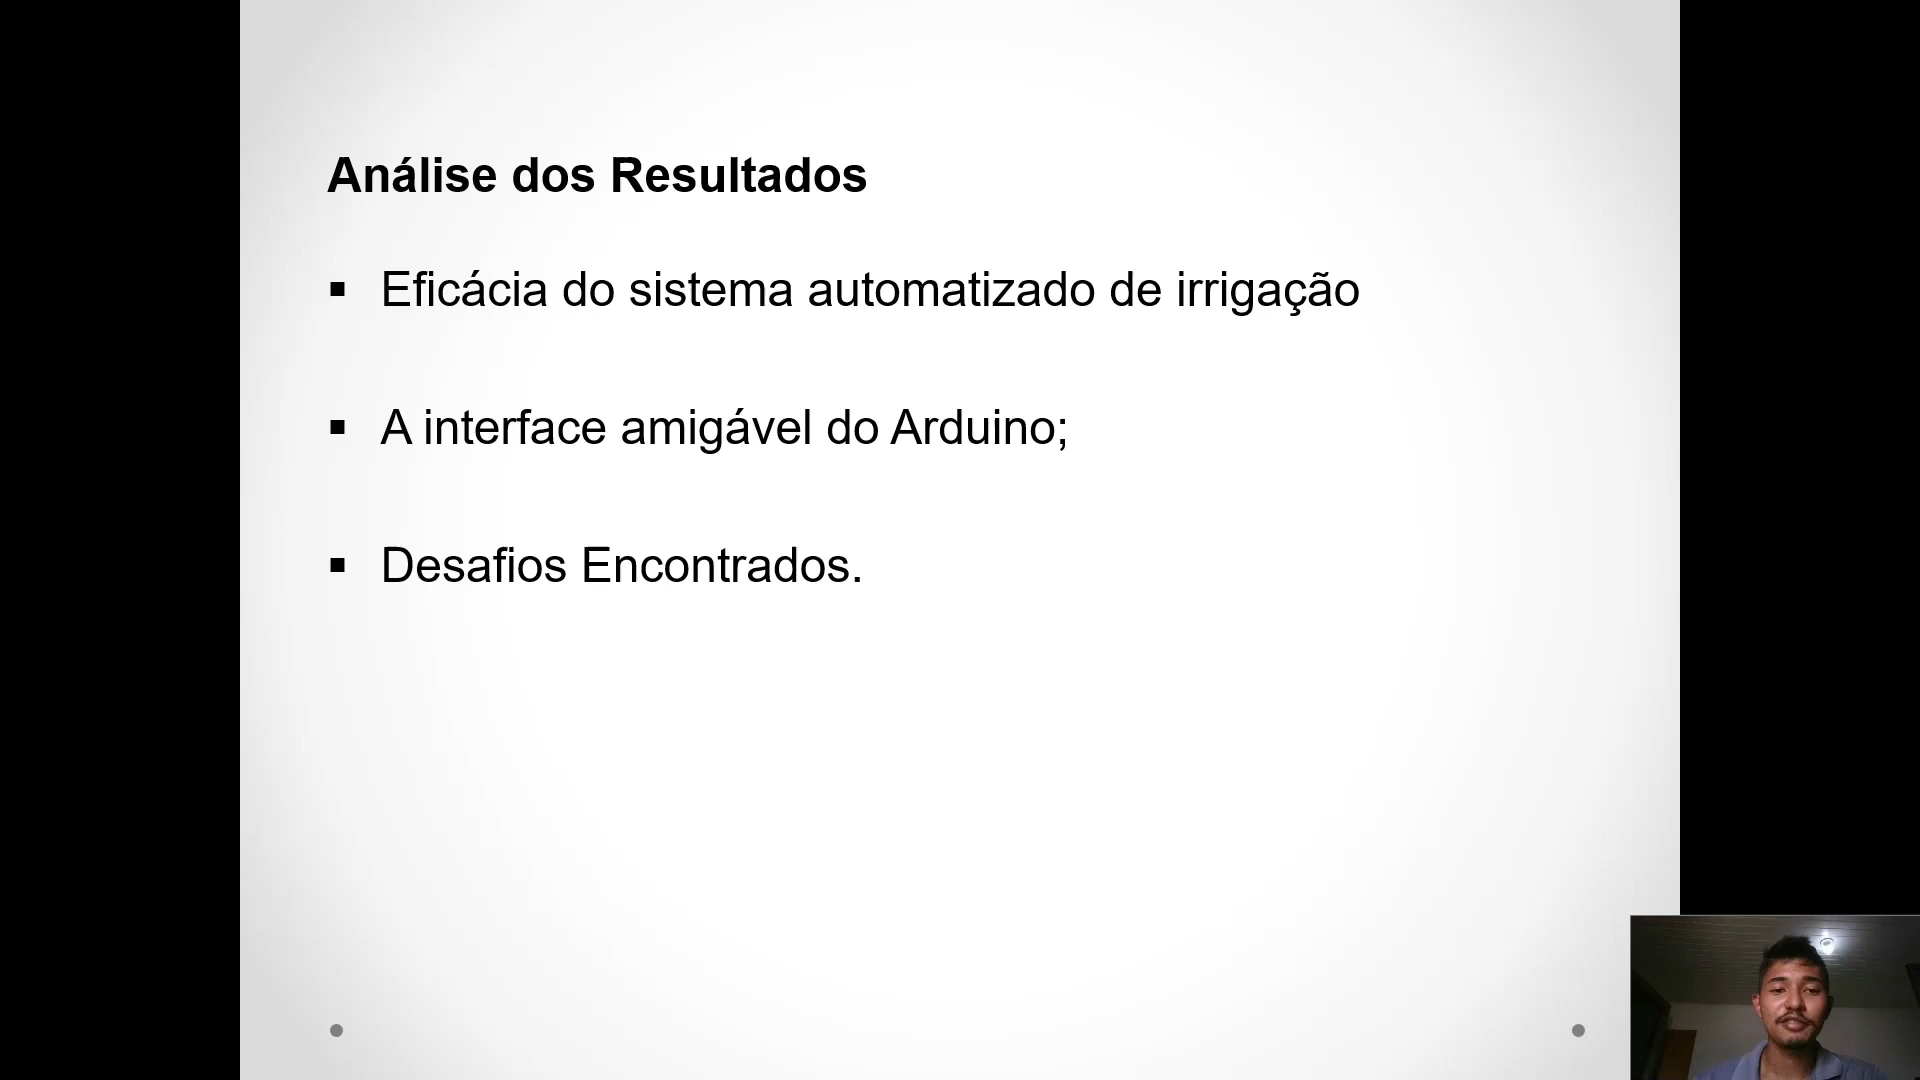 Análise dos Resultados
▪ Eficácia do sistema automatizado de irrigação
▪ A interface amigável do Arduino;
▪ Desafios Encontrados.